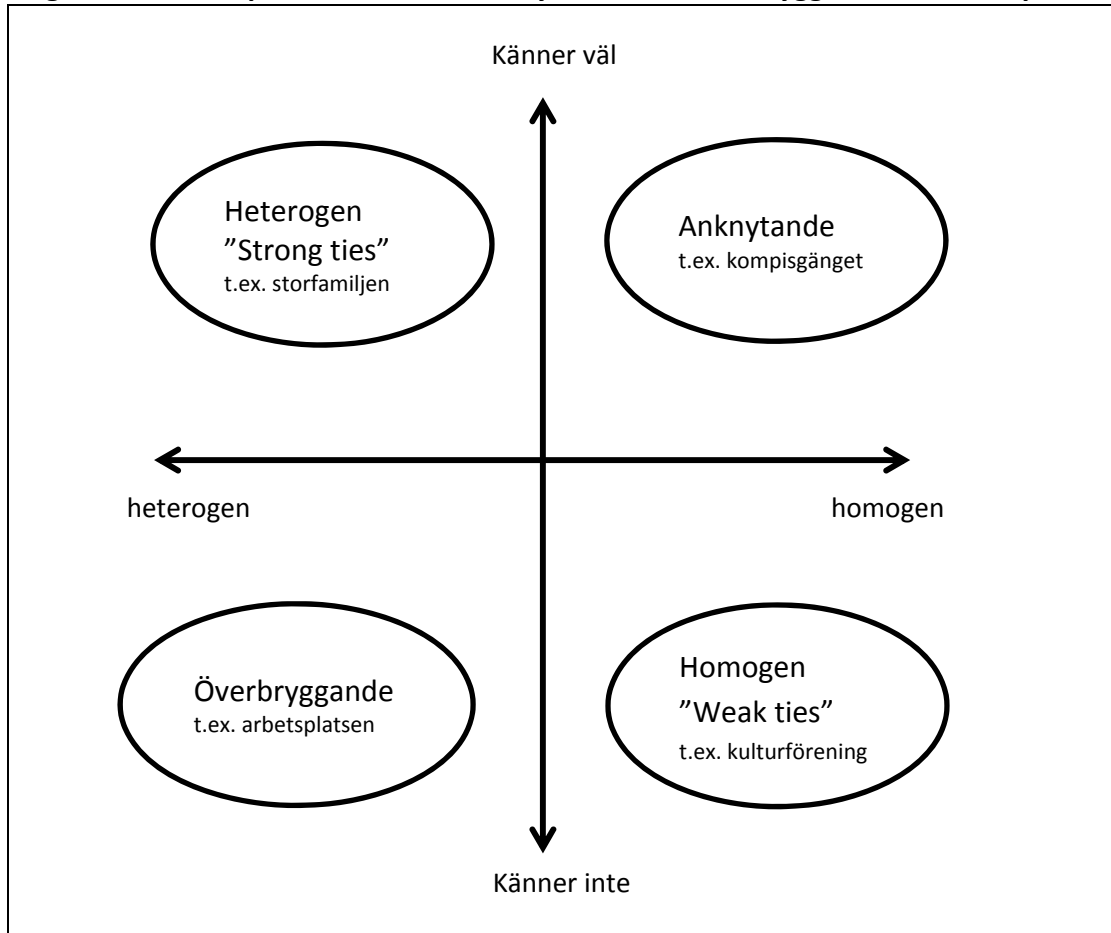 Känner väl
Heterogen
”Strong ties”
t.ex. storfamiljen
Anknytande
t.ex. kompisgänget
heterogen
homogen
Överbryggande
t.ex. arbetsplatsen
Homogen
”Weak ties”
t.ex. kulturförening
Känner inte